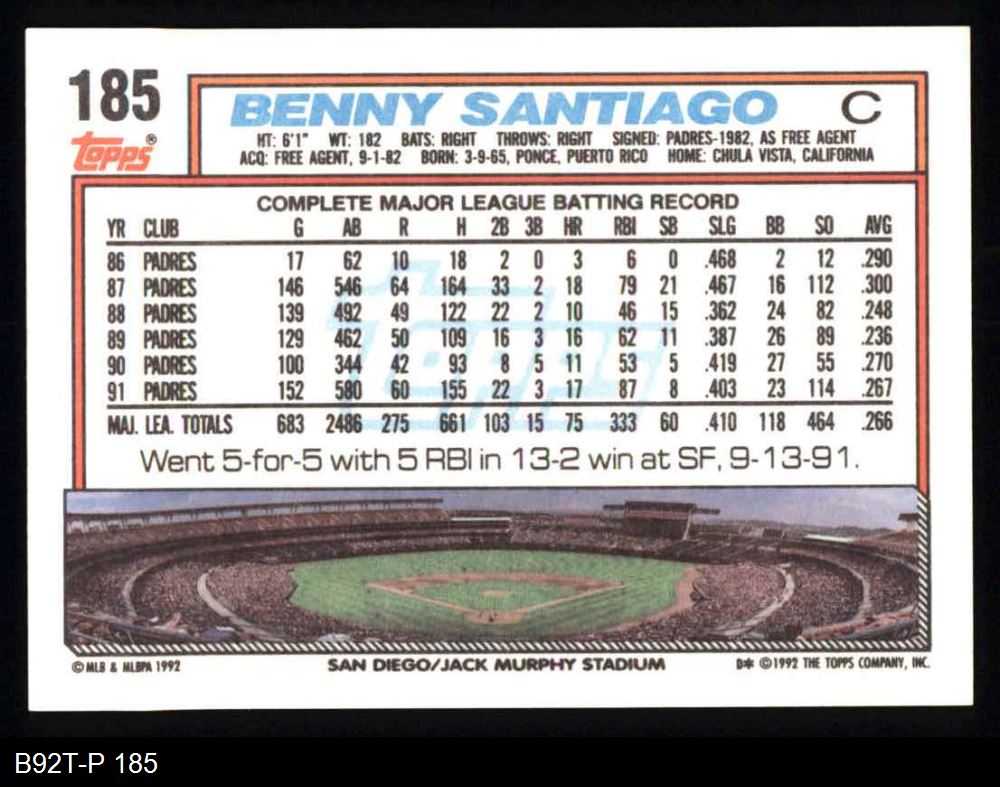 185
TOPPS®
BENNY SANTIAGO C
HT: 6'1" WT: 182 BATS: RIGHT THROWS: RIGHT SIGNED: PADRES-1982, AS FREE AGENT
ACQ: FREE AGENT, 9-1-82 BORN: 3-9-65, PONCE, PUERTO RICO HOME: CHULA VISTA, CALIFORNIA
COMPLETE MAJOR LEAGUE BATTING RECORD
YR CLUB G AB R H 2B 3B HR RBI SB SLG BB SO AVG
86 PADRES 17 62 10 18 2 0 3 6 0 .468 2 12 .290
87 PADRES 146 546 64 164 33 2 18 79 21 .467 16 112 .300
88 PADRES 139 492 49 122 22 2 10 46 15 .362 24 82 .248
89 PADRES 129 462 50 109 16 3 16 62 11 .387 26 89 .236
90 PADRES 100 344 42 93 8 5 11 53 5 .419 27 55 .270
91 PADRES 152 580 60 155 22 3 17 87 8 .403 23 114 .267
MAJ. LEA. TOTALS 683 2486 275 661 103 15 75 333 60 .410 118 464 .266
Topps
Went 5-for-5 with 5 RBI in 13-2 win at SF, 9-13-91.
© MLB & MLBPA 1992 SAN DIEGO/JACK MURPHY STADIUM D* ©1992 THE TOPPS COMPANY, INC.
B92T-P 185